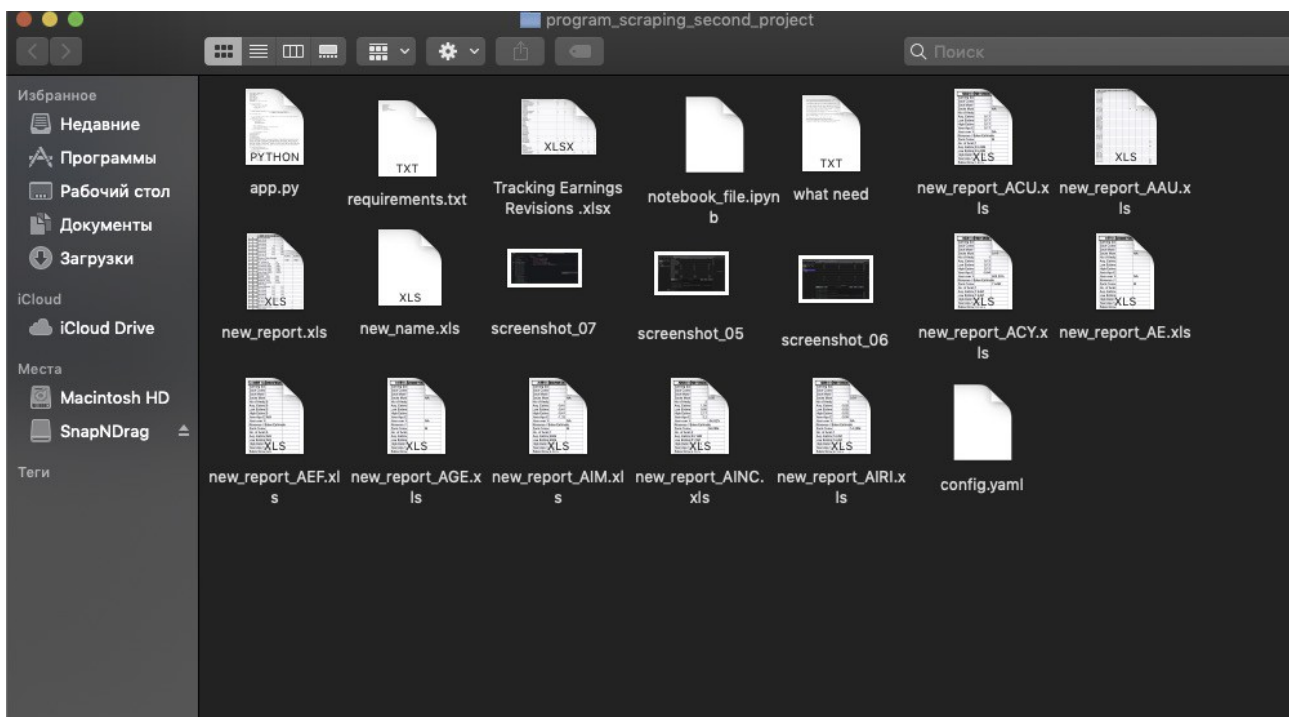 program_scraping_second_project
Поиск
Избранное
Недавние
Программы
Рабочий стол
Документы
Загрузки
iCloud
iCloud Drive
Места
Macintosh HD
SnapNDrag
Теги
PYTHON
app.py
TXT
requirements.txt
XLSX
Tracking Earnings
Revisions .xlsx
notebook_file.ipyn
b
TXT
what need
XLS
new_report_ACU.x
ls
XLS
new_report_AAU.x
ls
XLS
new_report.xls
XLS
new_name.xls
screenshot_07
screenshot_05
screenshot_06
XLS
new_report_ACY.x
ls
XLS
new_report_AE.xls
XLS
new_report_AEF.xl
s
XLS
new_report_AGE.x
ls
XLS
new_report_AIM.xl
s
XLS
new_report_AINC.
xls
XLS
new_report_AIRI.x
ls
config.yaml